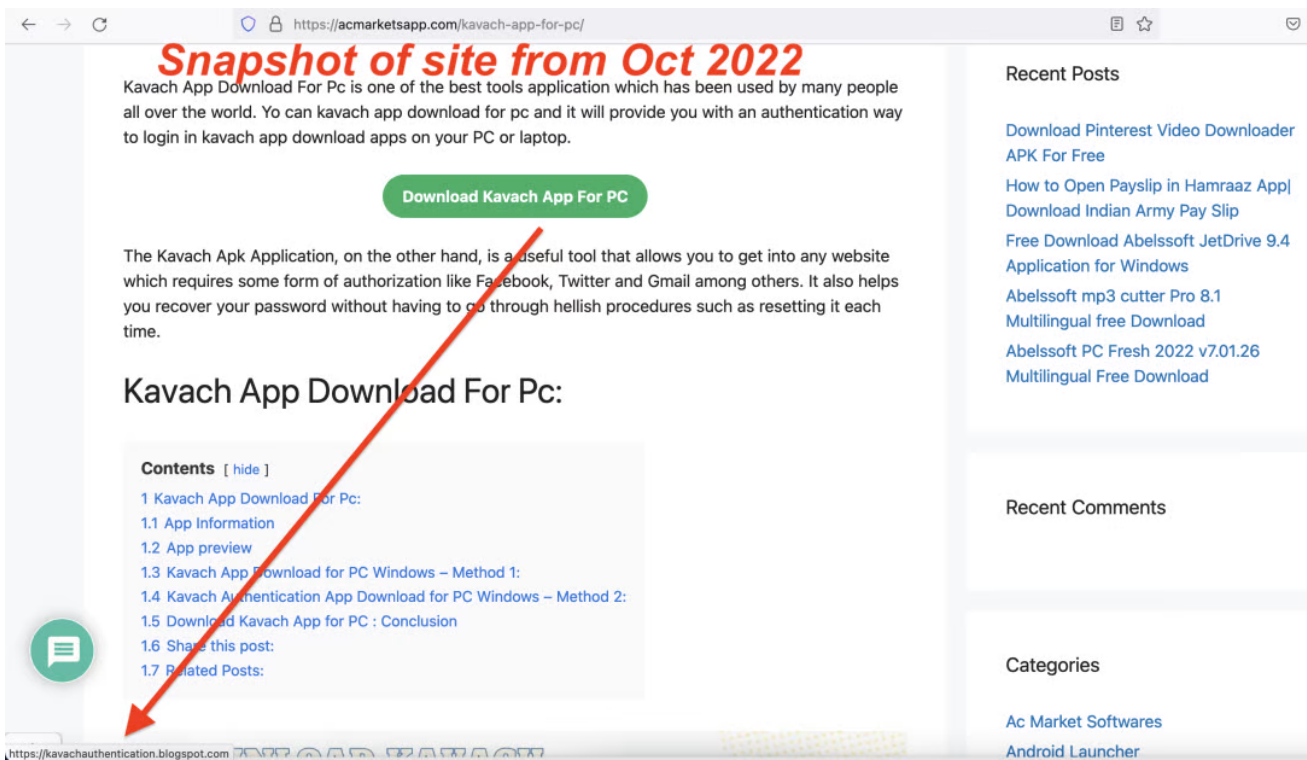 https://acmarketsapp.com/kavach-app-for-pc/
Snapshot of site from Oct 2022
Kavach App Download For Pc is one of the best tools application which has been used by many people
all over the world. Yo can kavach app download for pc and it will provide you with an authentication way
to login in kavach app download apps on your PC or laptop.
Download Kavach App For PC
The Kavach Apk Application, on the other hand, is a useful tool that allows you to get into any website
which requires some form of authorization like Facebook, Twitter and Gmail among others. It also helps
you recover your password without having to go through hellish procedures such as resetting it each
time.
Kavach App Download For Pc:
Contents [ hide ]
1 Kavach App Download For Pc:
1.1 App Information
1.2 App preview
1.3 Kavach App Download for PC Windows – Method 1:
1.4 Kavach Authentication App Download for PC Windows – Method 2:
1.5 Download Kavach App for PC : Conclusion
1.6 Share this post:
1.7 Related Posts:
https://kavachauthentication.blogspot.com
Recent Posts
Download Pinterest Video Downloader
APK For Free
How to Open Payslip in Hamraaz App|
Download Indian Army Pay Slip
Free Download Abelssoft JetDrive 9.4
Application for Windows
Abelssoft mp3 cutter Pro 8.1
Multilingual free Download
Abelssoft PC Fresh 2022 v7.01.26
Multilingual Free Download
Recent Comments
Categories
Ac Market Softwares
Android Launcher